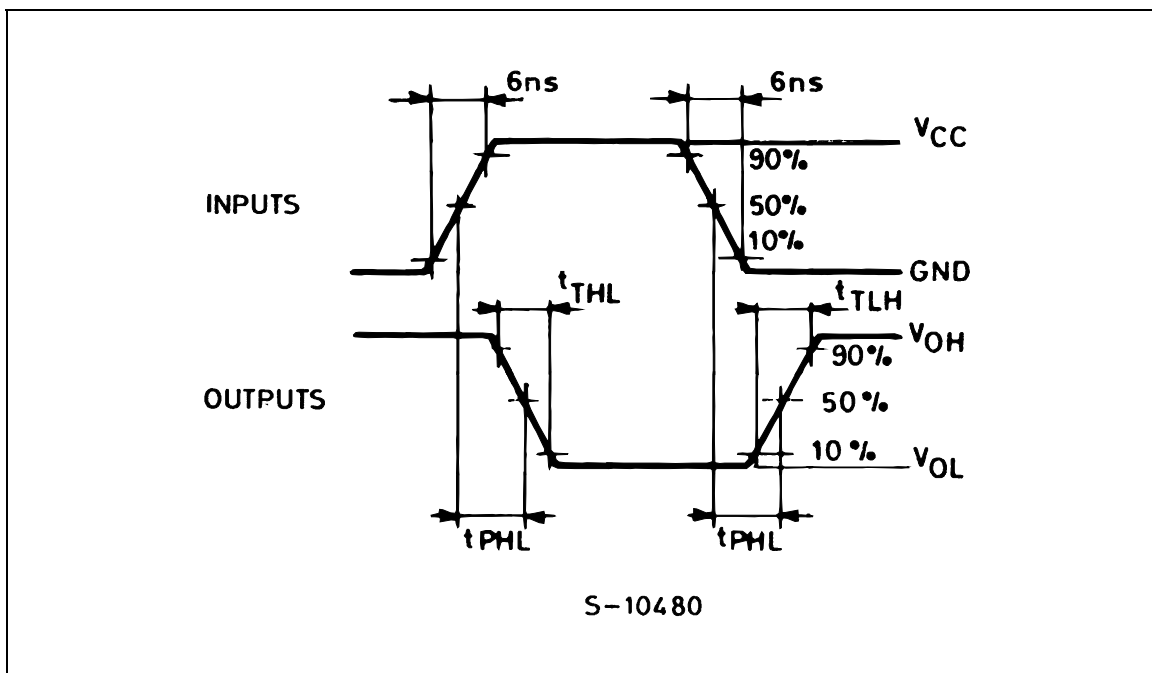 6ns 6ns
VCC
90%
INPUTS 50%
10%
GND
tTHL tTLH
VOH
90%
OUTPUTS 50%
10%
VOL
tPHL tPHL
S-10480